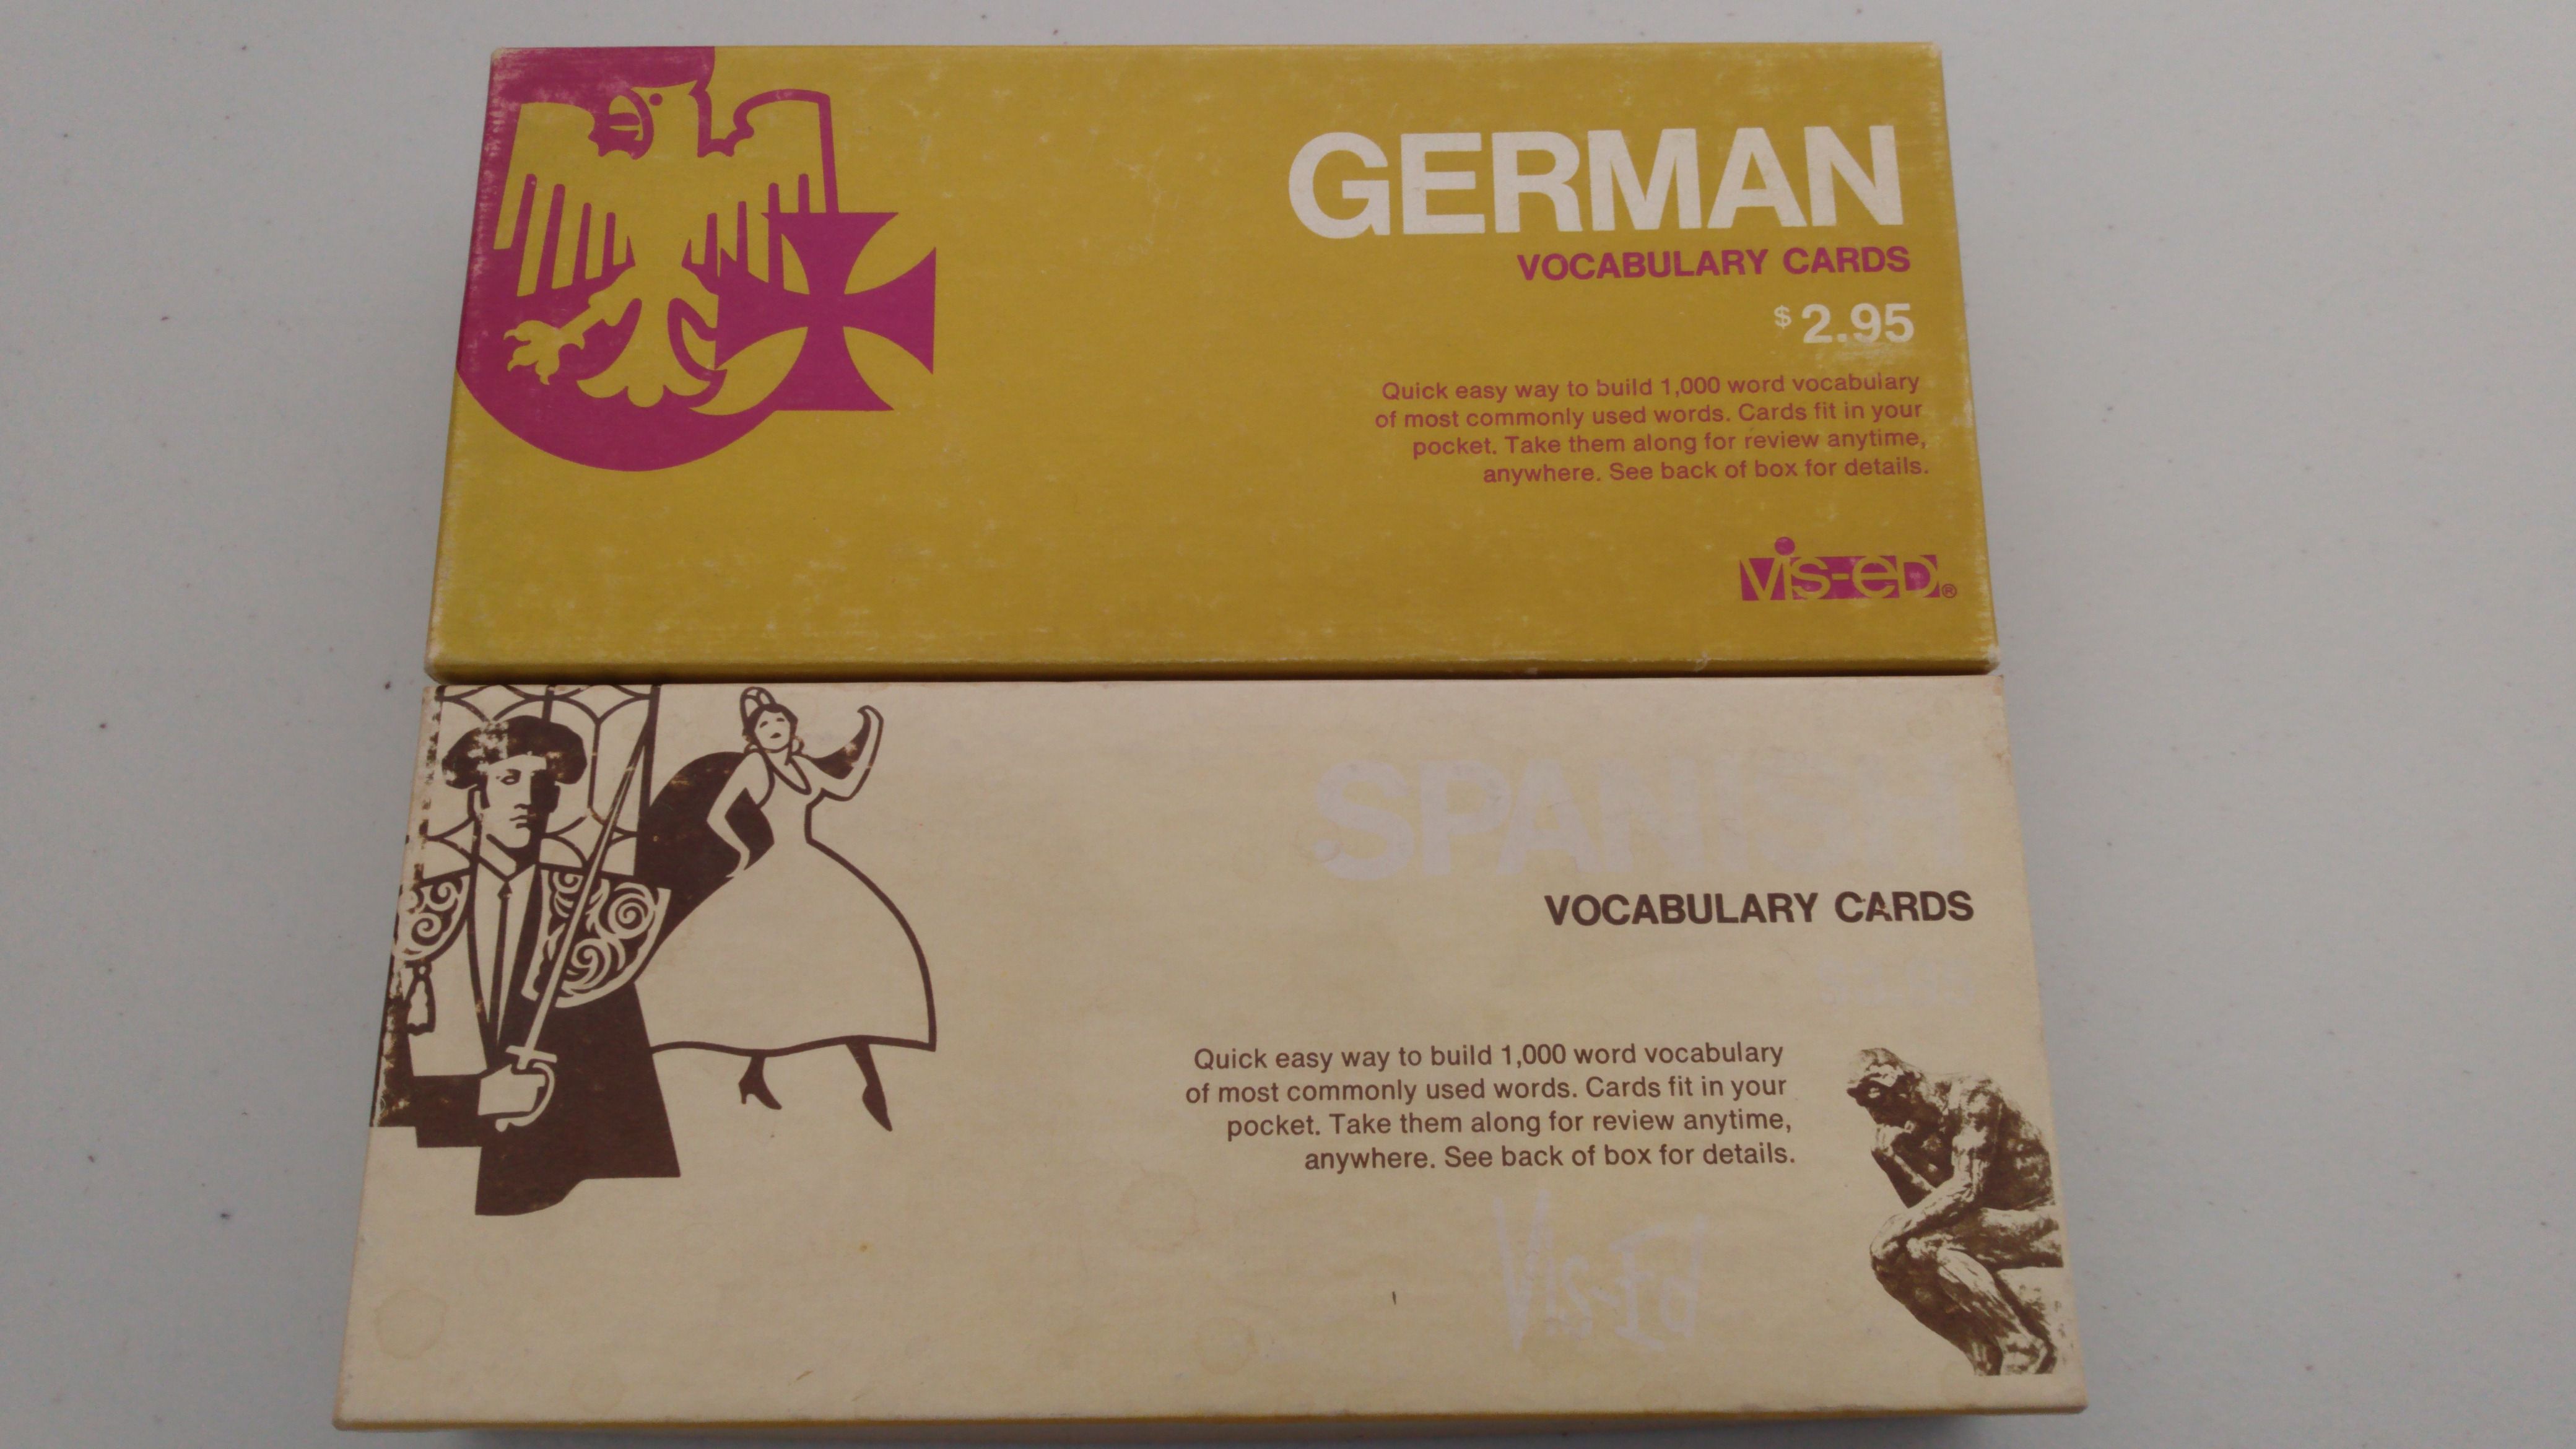 GERMAN
VOCABULARY CARDS
$2.95
Quick easy way to build 1,000 word vocabulary
of most commonly used words. Cards fit in your
pocket. Take them along for review anytime,
anywhere. See back of box for details.
vis-eD®
SPANISH
VOCABULARY CARDS
Quick easy way to build 1,000 word vocabulary
of most commonly used words. Cards fit in your
pocket. Take them along for review anytime,
anywhere. See back of box for details.
Vis-Ed